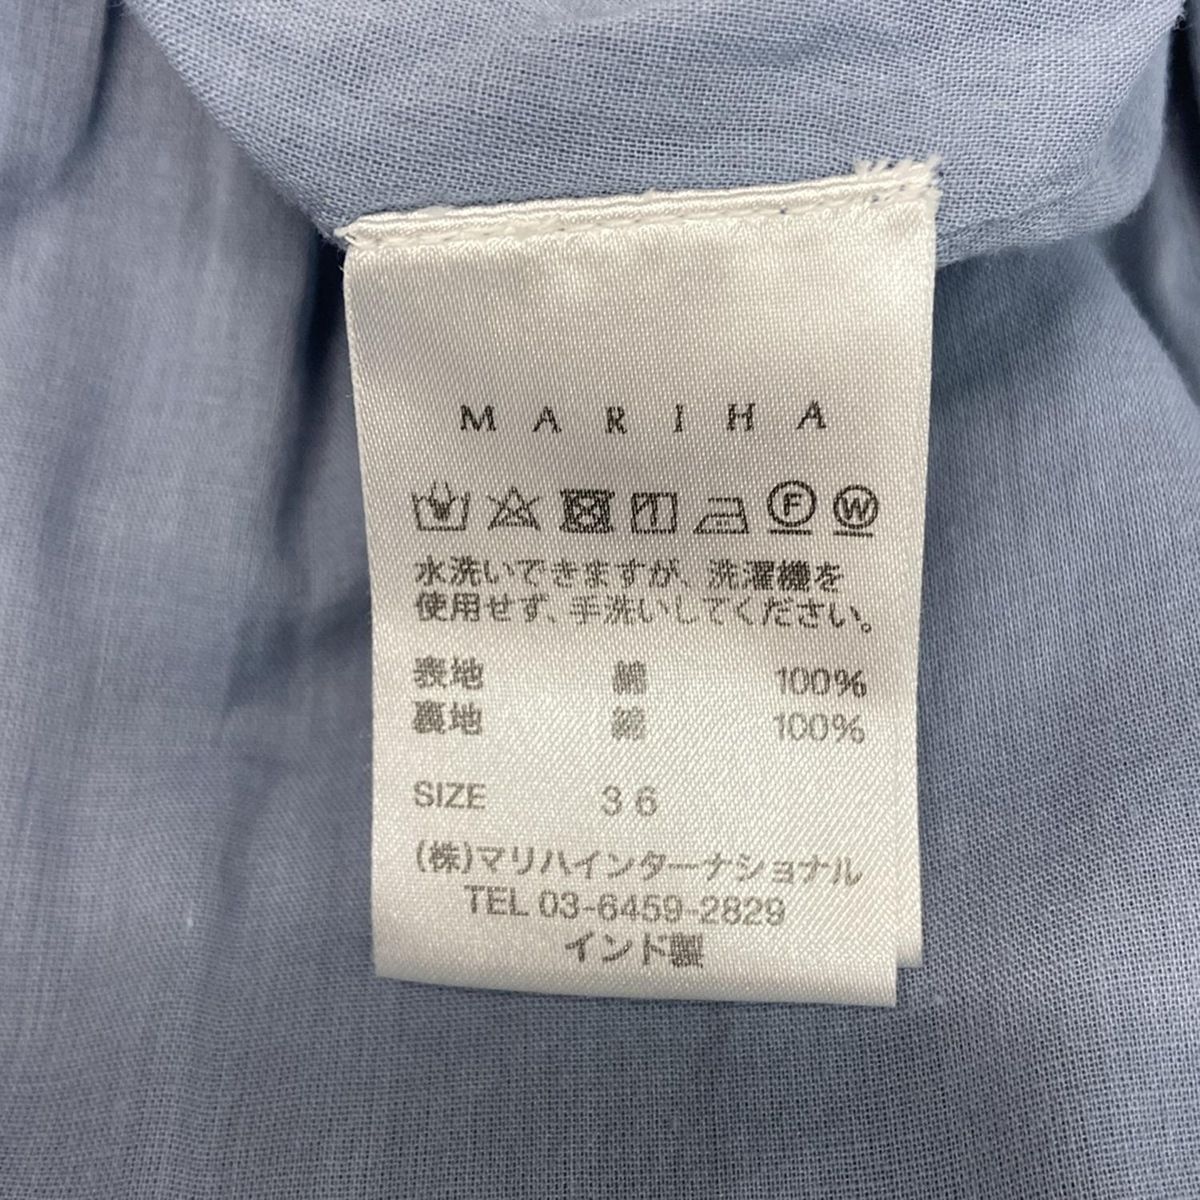 MARIHA
F W
水洗いできますが、洗濯機を
使用せず、手洗いしてください。
表地 綿 100%
裏地 綿 100%
SIZE 36
(株)マリハインターナショナル
TEL 03-6459-2829
インド製